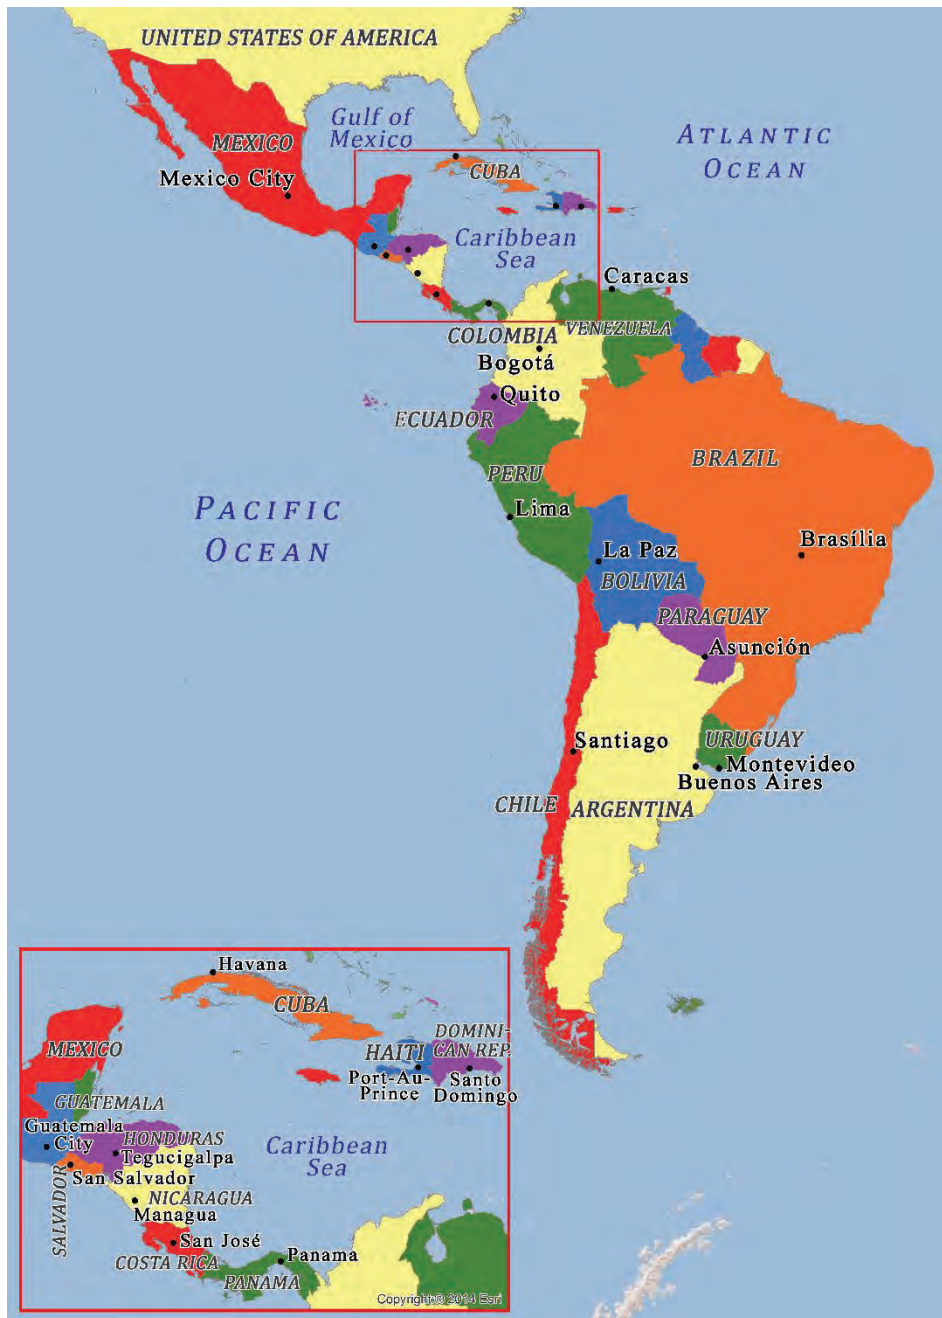 UNITED STATES OF AMERICA
Gulf of
Mexico
ATLANTIC
OCEAN
MEXICO
Mexico City
CUBA
Caribbean
Sea
Caracas
VENEZUELA
COLOMBIA
Bogotá
Quito
ECUADOR
PERU
BRAZIL
PACIFIC
OCEAN
Lima
Brasília
La Paz
BOLIVIA
PARAGUAY
Asunción
Santiago
URUGUAY
Montevideo
Buenos Aires
CHILE
ARGENTINA
Havana
CUBA
MEXICO
HAITI
DOMINI-
CAN REP.
Port-Au-
Prince
Santo
Domingo
GUATEMALA
Guatemala
City
HONDURAS
Tegucigalpa
Caribbean
Sea
San Salvador
SALVADOR
NICARAGUA
Managua
San José
COSTA RICA
Panama
PANAMA
Copyright:© 2014 Esri